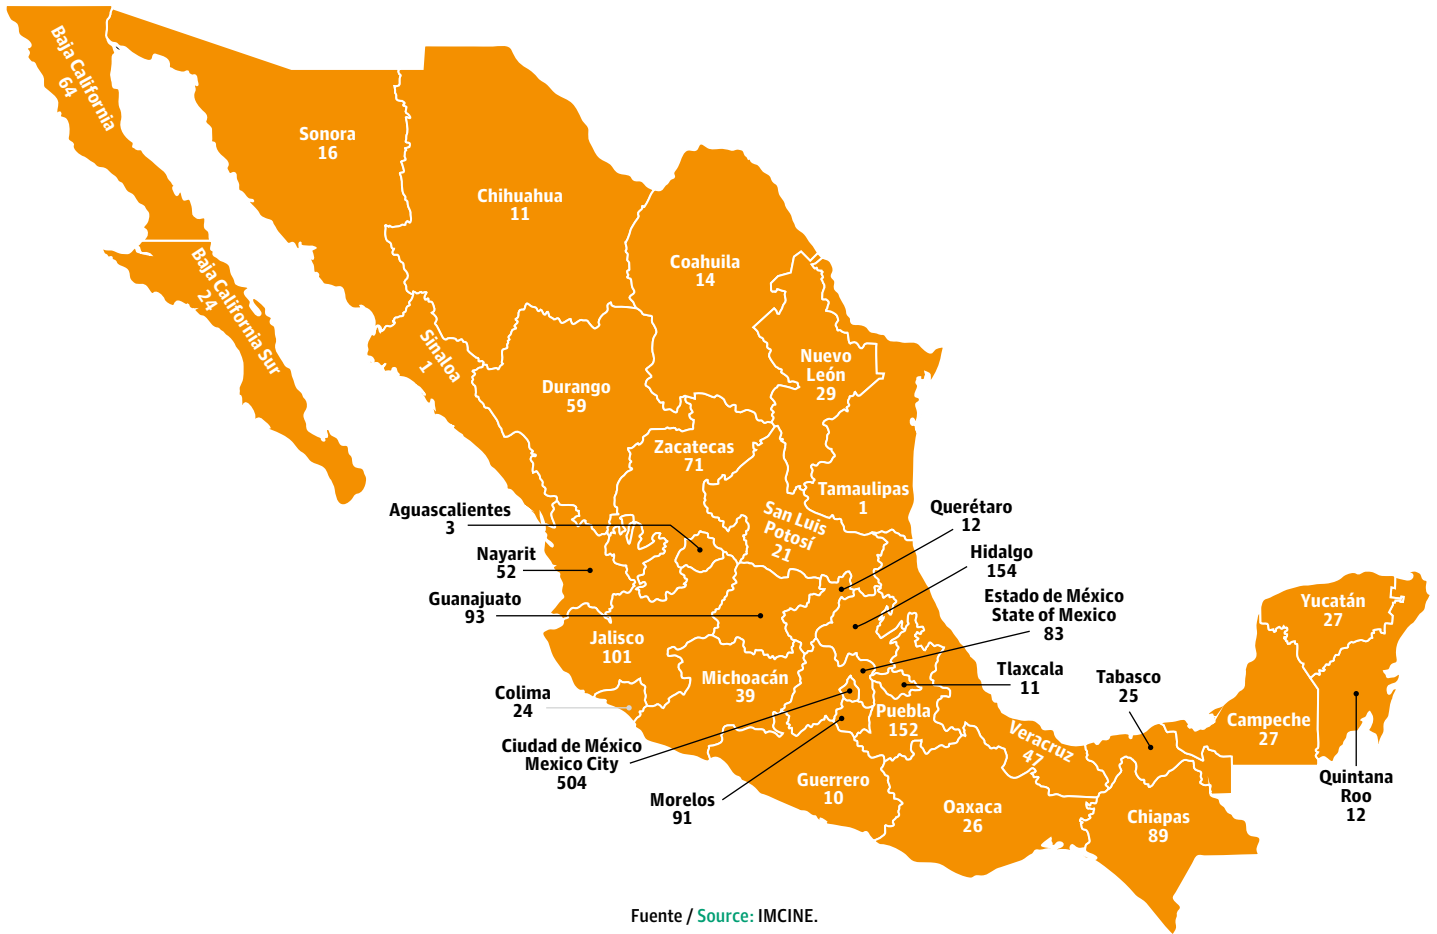 Baja California
64
Sonora
16
Chihuahua
11
Coahuila
14
Baja California Sur
24
Sinaloa
1
Nuevo
León
29
Durango
59
Zacatecas
71
Tamaulipas
1
San Luis
Potosí
21
Aguascalientes
3
Querétaro
12
Nayarit
52
Hidalgo
154
Guanajuato
93
Estado de México
State of Mexico
83
Jalisco
101
Michoacán
39
Tlaxcala
11
Yucatán
27
Colima
24
Puebla
152
Tabasco
25
Campeche
27
Ciudad de México
Mexico City
504
Veracruz
47
Morelos
91
Guerrero
10
Oaxaca
26
Chiapas
89
Quintana
Roo
12
Fuente / Source: IMCINE.